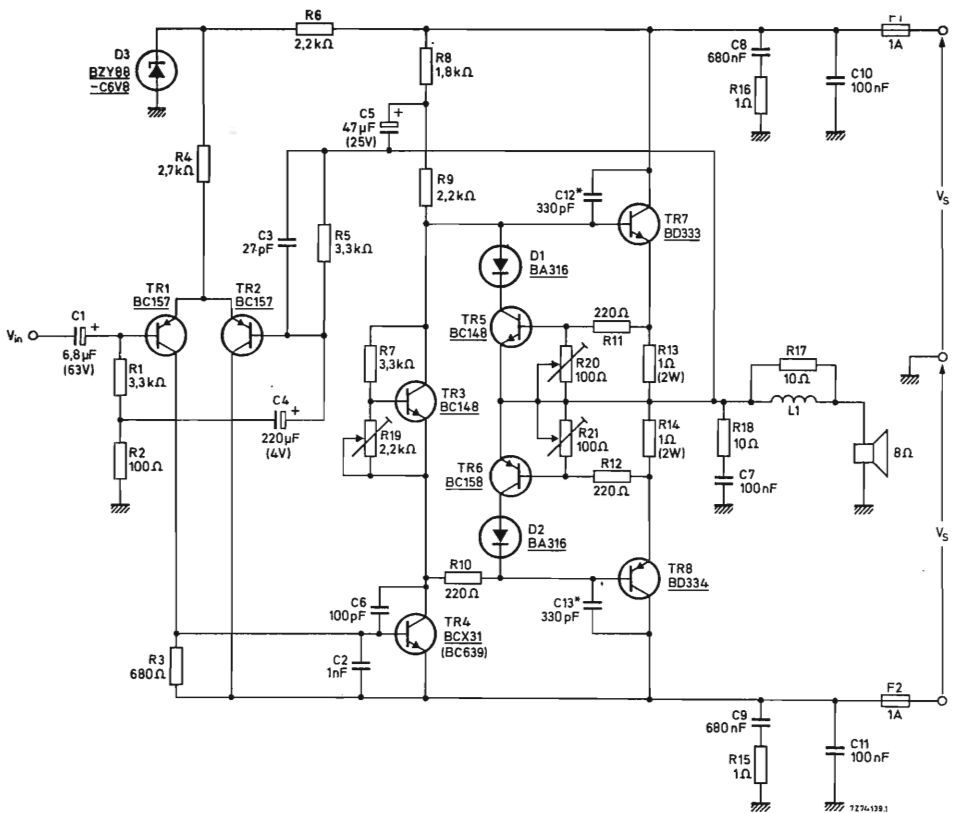 R6
2,2kΩ
F1
1A
D3
BZY88
-C6V8
R8
1,8kΩ
C8
680nF
R16
1Ω
C10
100nF
C5
47µF
(25V)
+
R4
2,7kΩ
R9
2,2kΩ
C12*
330pF
VS
C3
27pF
R5
3,3kΩ
TR7
BD333
D1
BA316
TR1
BC157
TR2
BC157
TR5
BC148
Vin
C1
+
6,8µF
(63V)
R11
220Ω
R7
3,3kΩ
R20
100Ω
R13
1Ω
(2W)
R17
10Ω
R1
3,3kΩ
TR3
BC148
L1
C4
+
220µF
(4V)
R19
2,2kΩ
R21
100Ω
R14
1Ω
(2W)
R18
10Ω
8Ω
R2
100Ω
TR6
BC158
R12
220Ω
C7
100nF
D2
BA316
VS
R10
220Ω
TR8
BD334
C6
100pF
C13*
330pF
TR4
BCX31
(BC639)
R3
680Ω
C2
1nF
F2
1A
C9
680nF
R15
1Ω
C11
100nF
7Z74139.1